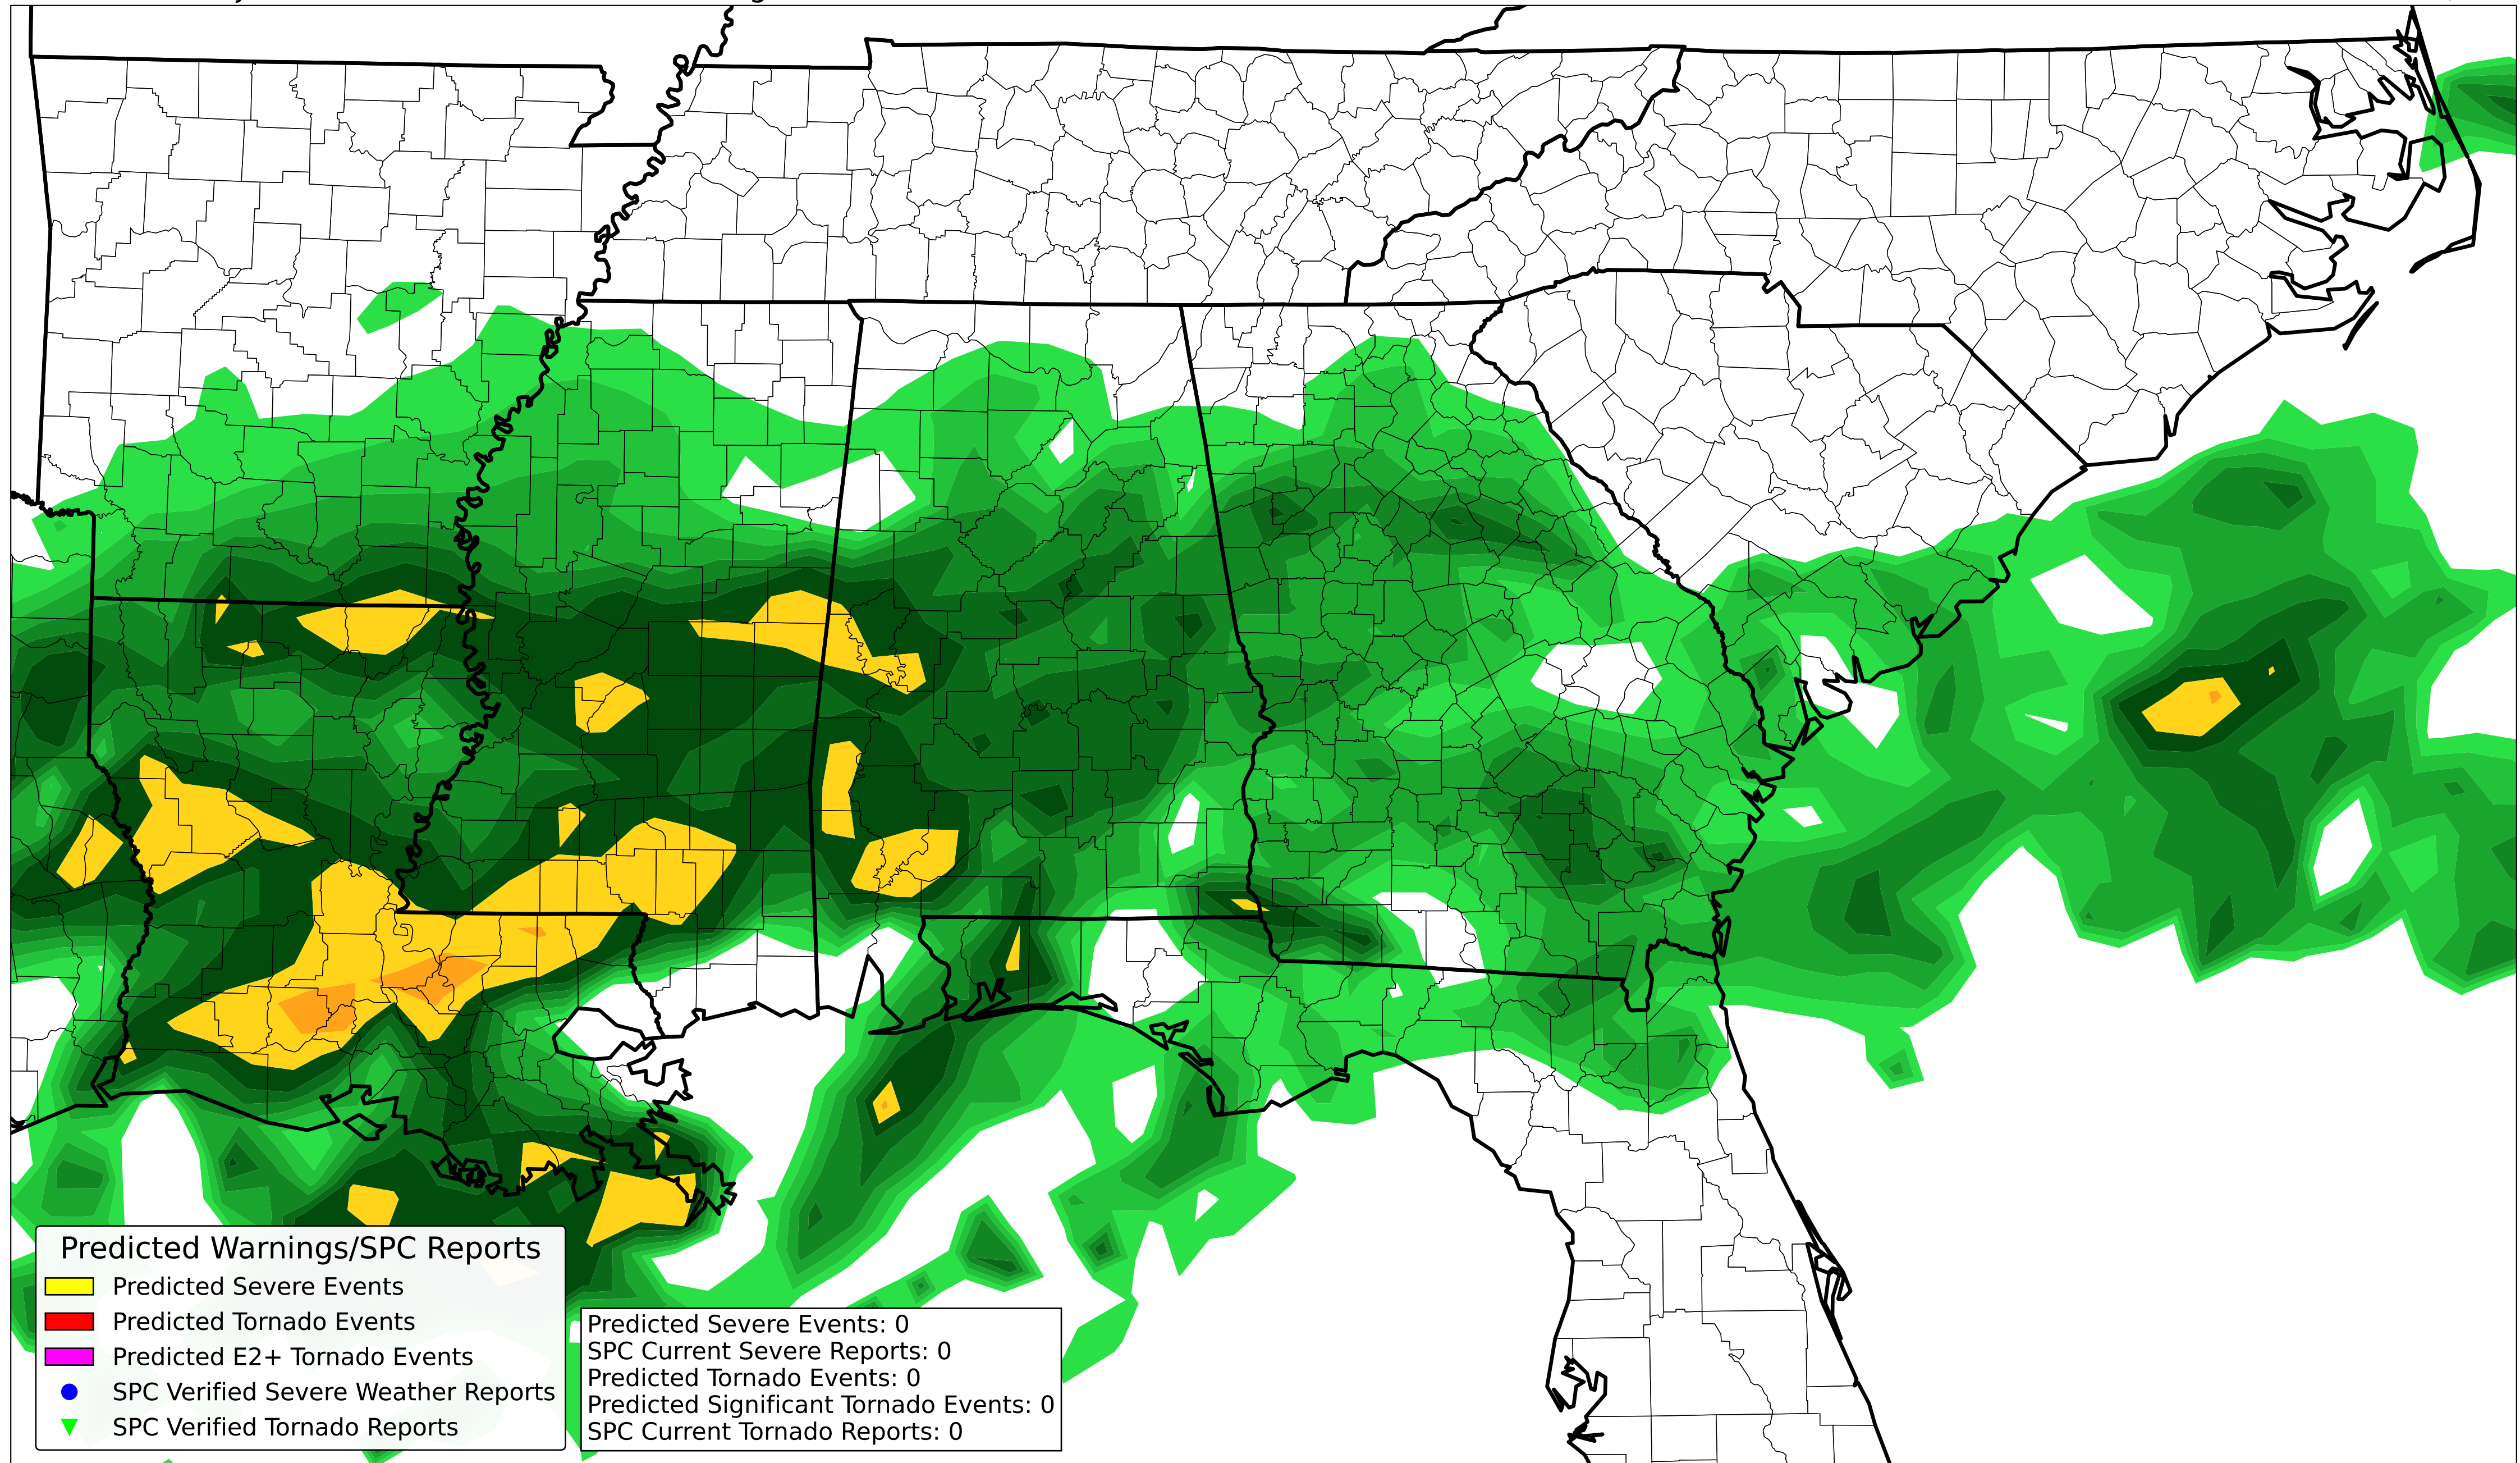 Predicted Warnings/SPC Reports
Predicted Severe Events
Predicted Tornado Events
Predicted E2+ Tornado Events
SPC Verified Severe Weather Reports
SPC Verified Tornado Reports
Predicted Severe Events: 0
SPC Current Severe Reports: 0
Predicted Tornado Events: 0
Predicted Significant Tornado Events: 0
SPC Current Tornado Reports: 0